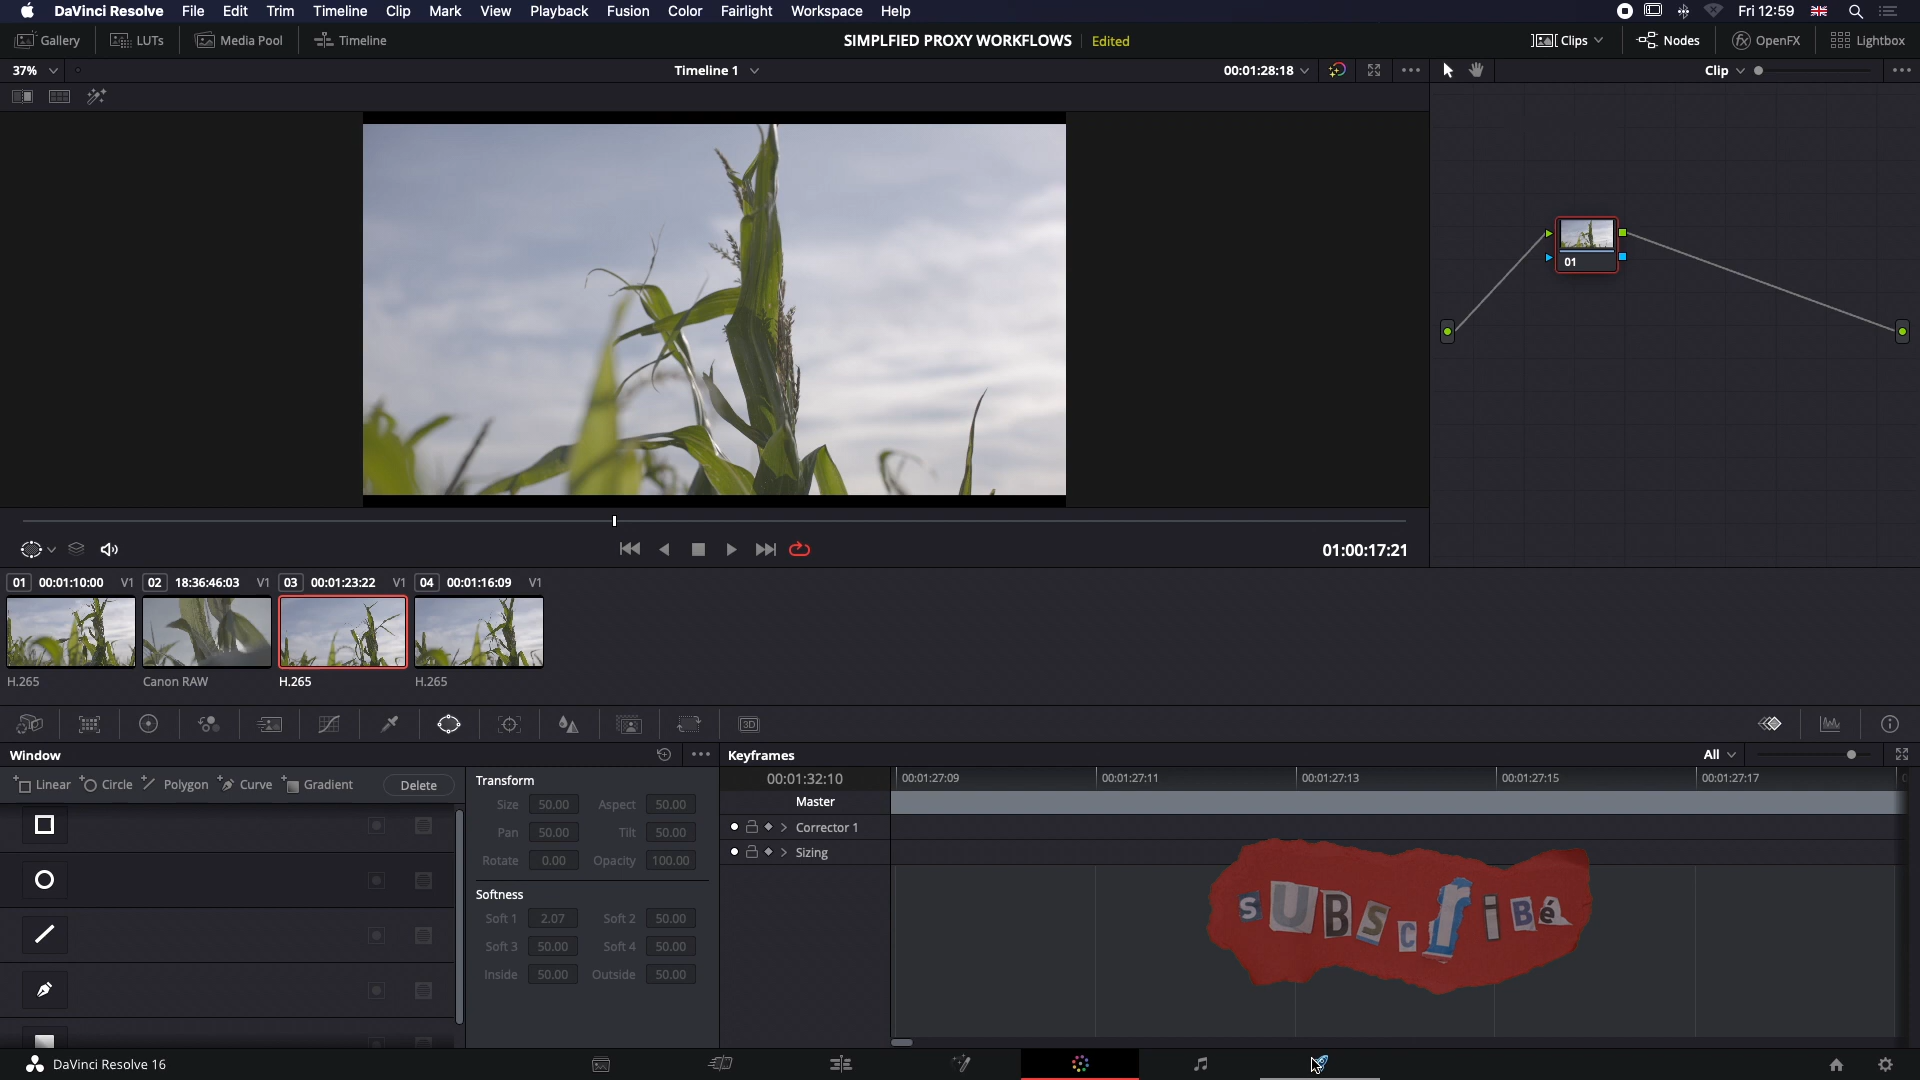 DaVinci Resolve File Edit Trim Timeline Clip Mark View Playback Fusion Color Fairlight Workspace Help Fri 12:59
Gallery LUTs Media Pool Timeline SIMPLFIED PROXY WORKFLOWS Edited Clips Nodes OpenFX Lightbox
37% Timeline 1 00:01:28:18 Clip
01
01:00:17:21
01 00:01:10:00 V1 02 18:36:46:03 V1 03 00:01:23:22 V1 04 00:01:16:09 V1
H.265 Canon RAW H.265 H.265
3D
Window Keyframes All
Linear Circle Polygon Curve Gradient Delete
Transform
Size 50.00 Aspect 50.00
Pan 50.00 Tilt 50.00
Rotate 0.00 Opacity 100.00
Softness
Soft 1 2.07 Soft 2 50.00
Soft 3 50.00 Soft 4 50.00
Inside 50.00 Outside 50.00
00:01:32:10 00:01:27:09 00:01:27:11 00:01:27:13 00:01:27:15 00:01:27:17
Master
Corrector 1
Sizing
SUBScriBé
DaVinci Resolve 16